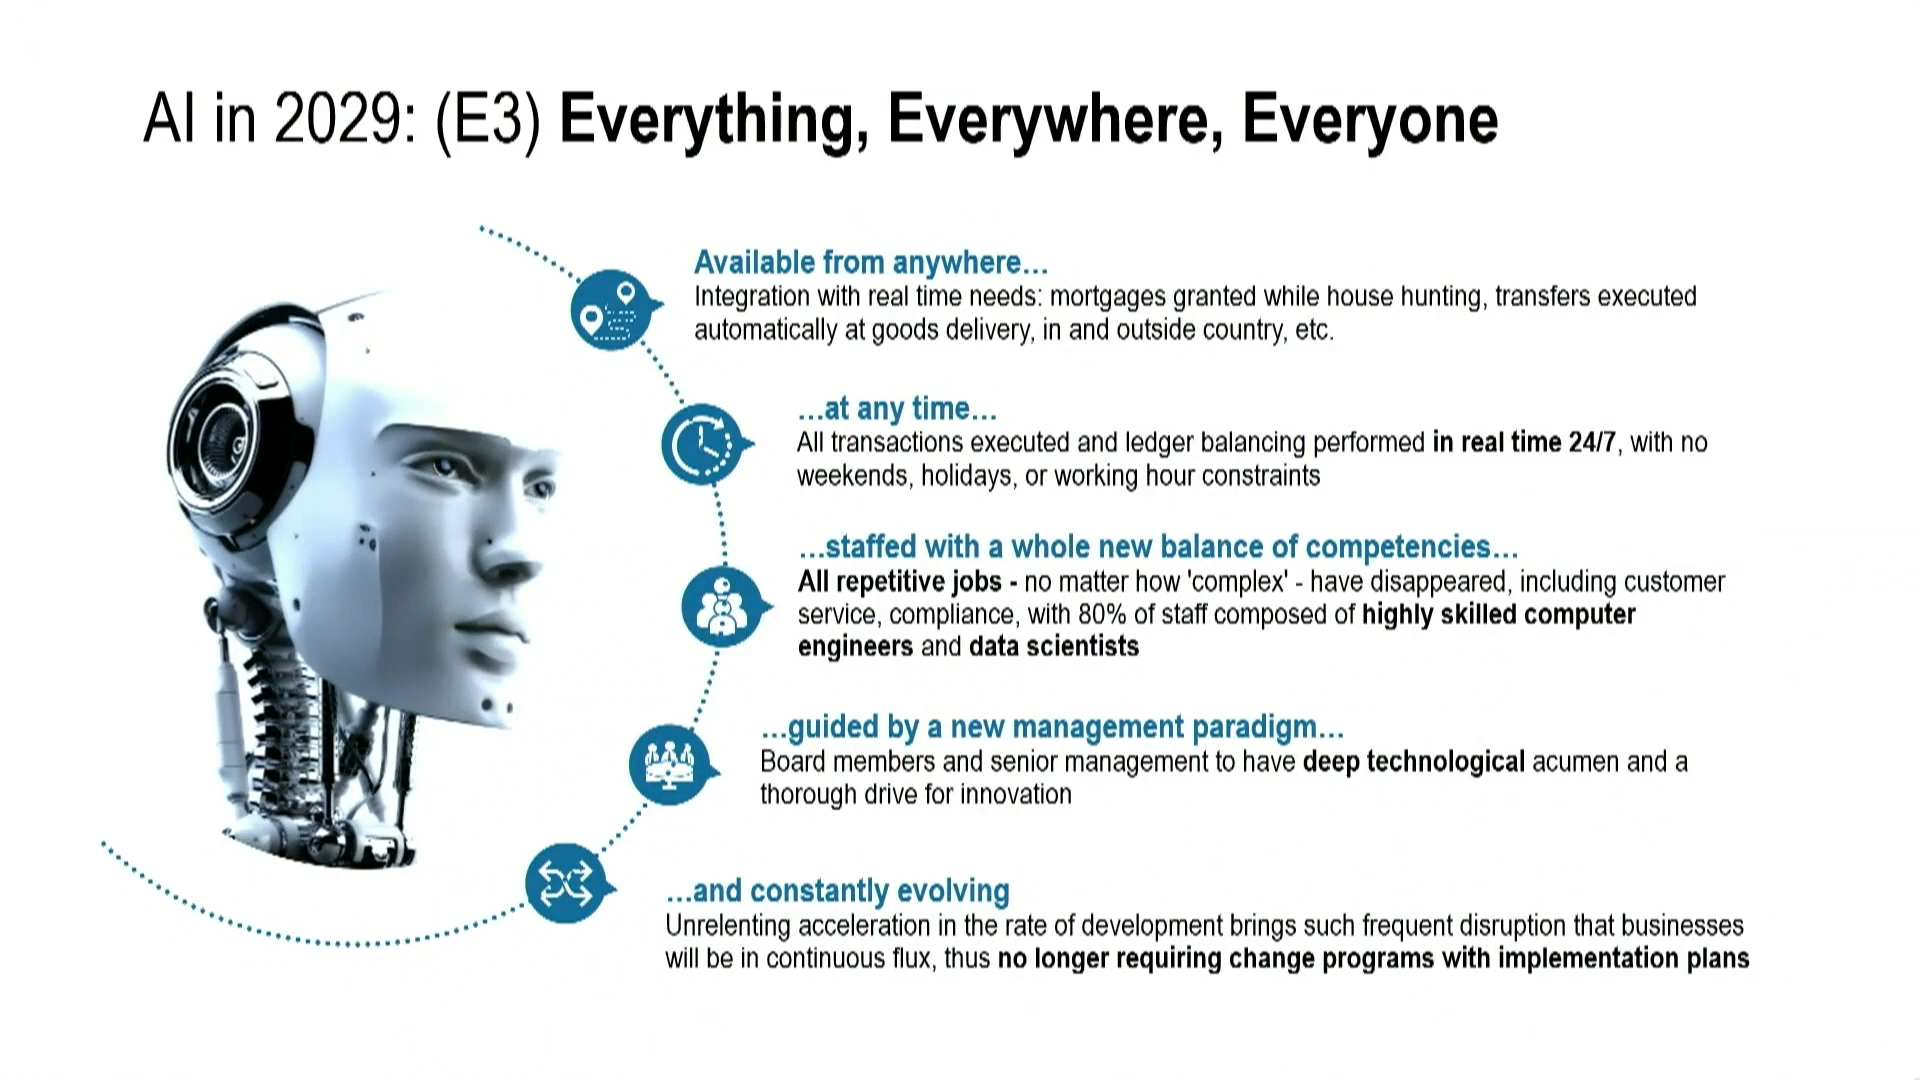 AI in 2029: (E3) Everything, Everywhere, Everyone
Available from anywhere...
Integration with real time needs: mortgages granted while house hunting, transfers executed
automatically at goods delivery, in and outside country, etc.
...at any time...
All transactions executed and ledger balancing performed in real time 24/7, with no
weekends, holidays, or working hour constraints
...staffed with a whole new balance of competencies...
All repetitive jobs - no matter how 'complex' - have disappeared, including customer
service, compliance, with 80% of staff composed of highly skilled computer
engineers and data scientists
...guided by a new management paradigm...
Board members and senior management to have deep technological acumen and a
thorough drive for innovation
...and constantly evolving
Unrelenting acceleration in the rate of development brings such frequent disruption that businesses
will be in continuous flux, thus no longer requiring change programs with implementation plans